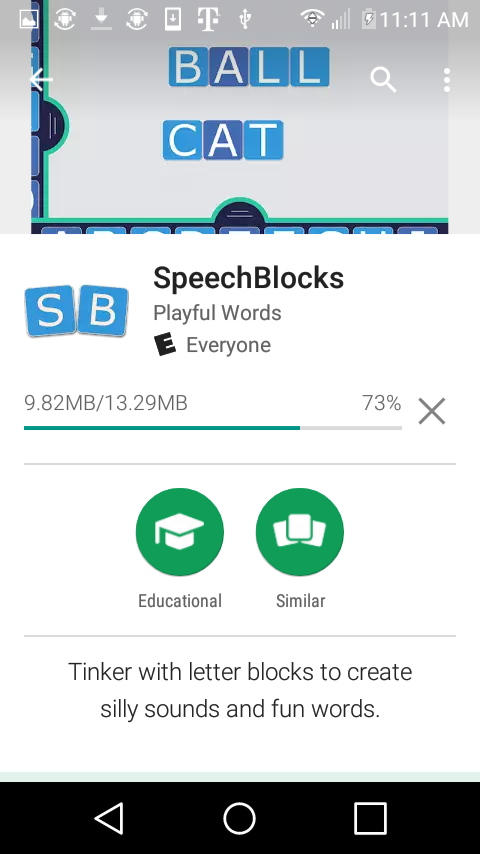 11:11 AM
BALL
CAT
SB
SpeechBlocks
Playful Words
E Everyone
9.82MB/13.29MB 73%
Educational Similar
Tinker with letter blocks to create
silly sounds and fun words.